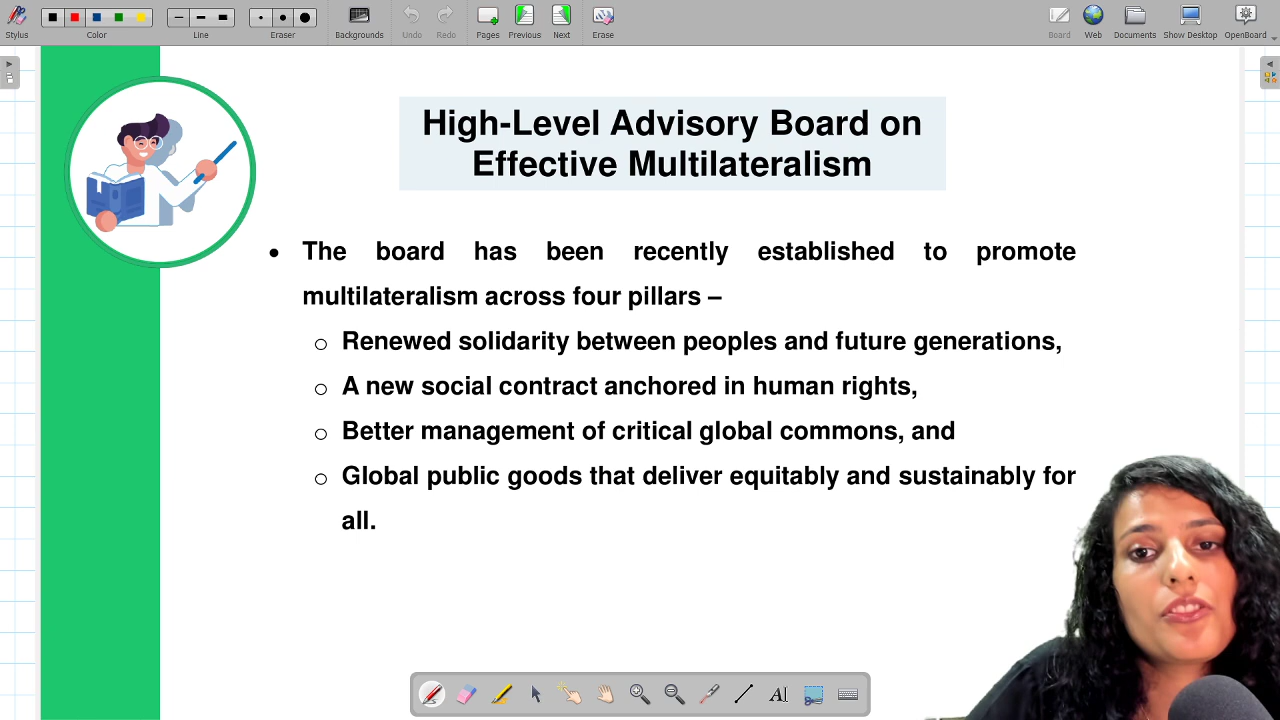 Stylus
Color
Line
Eraser
Backgrounds
Undo
Redo
Pages
Previous
Next
Erase
Board
Web
Documents
Show Desktop
OpenBoard
High-Level Advisory Board on
Effective Multilateralism
• The board has been recently established to promote
multilateralism across four pillars –
o Renewed solidarity between peoples and future generations,
o A new social contract anchored in human rights,
o Better management of critical global commons, and
o Global public goods that deliver equitably and sustainably for
all.
AI